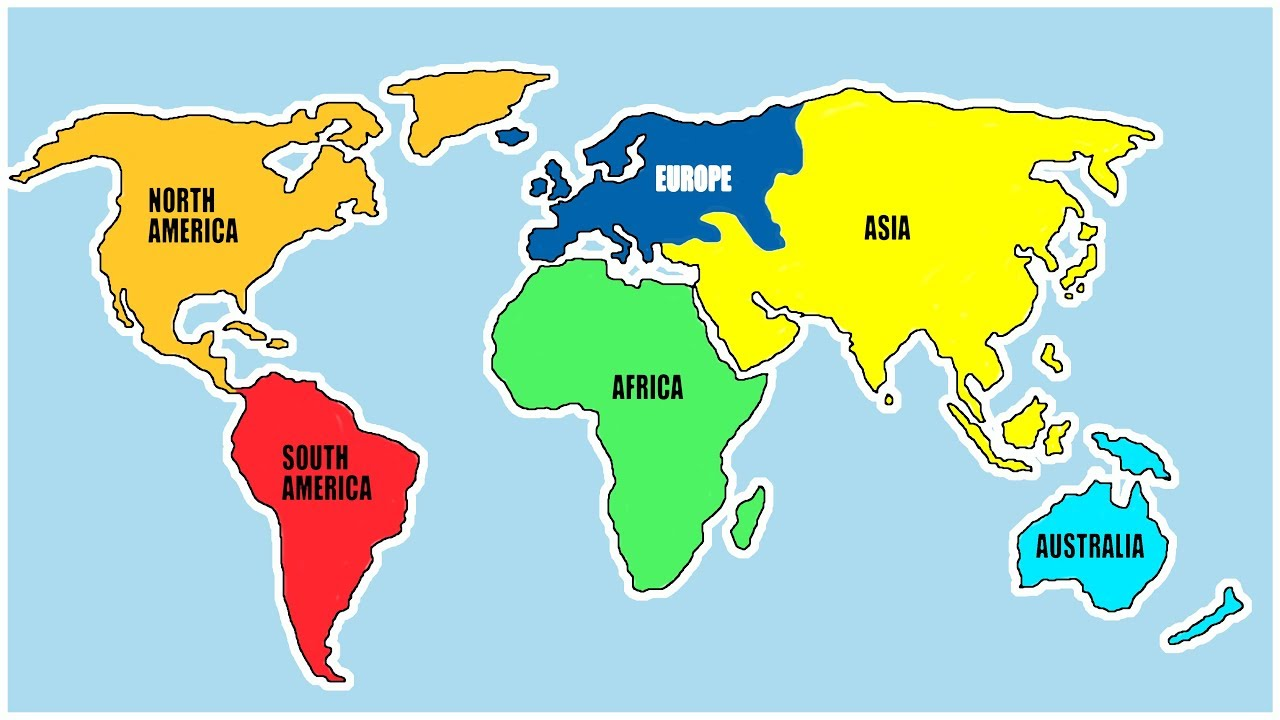 NORTH
AMERICA
EUROPE
ASIA
AFRICA
SOUTH
AMERICA
AUSTRALIA